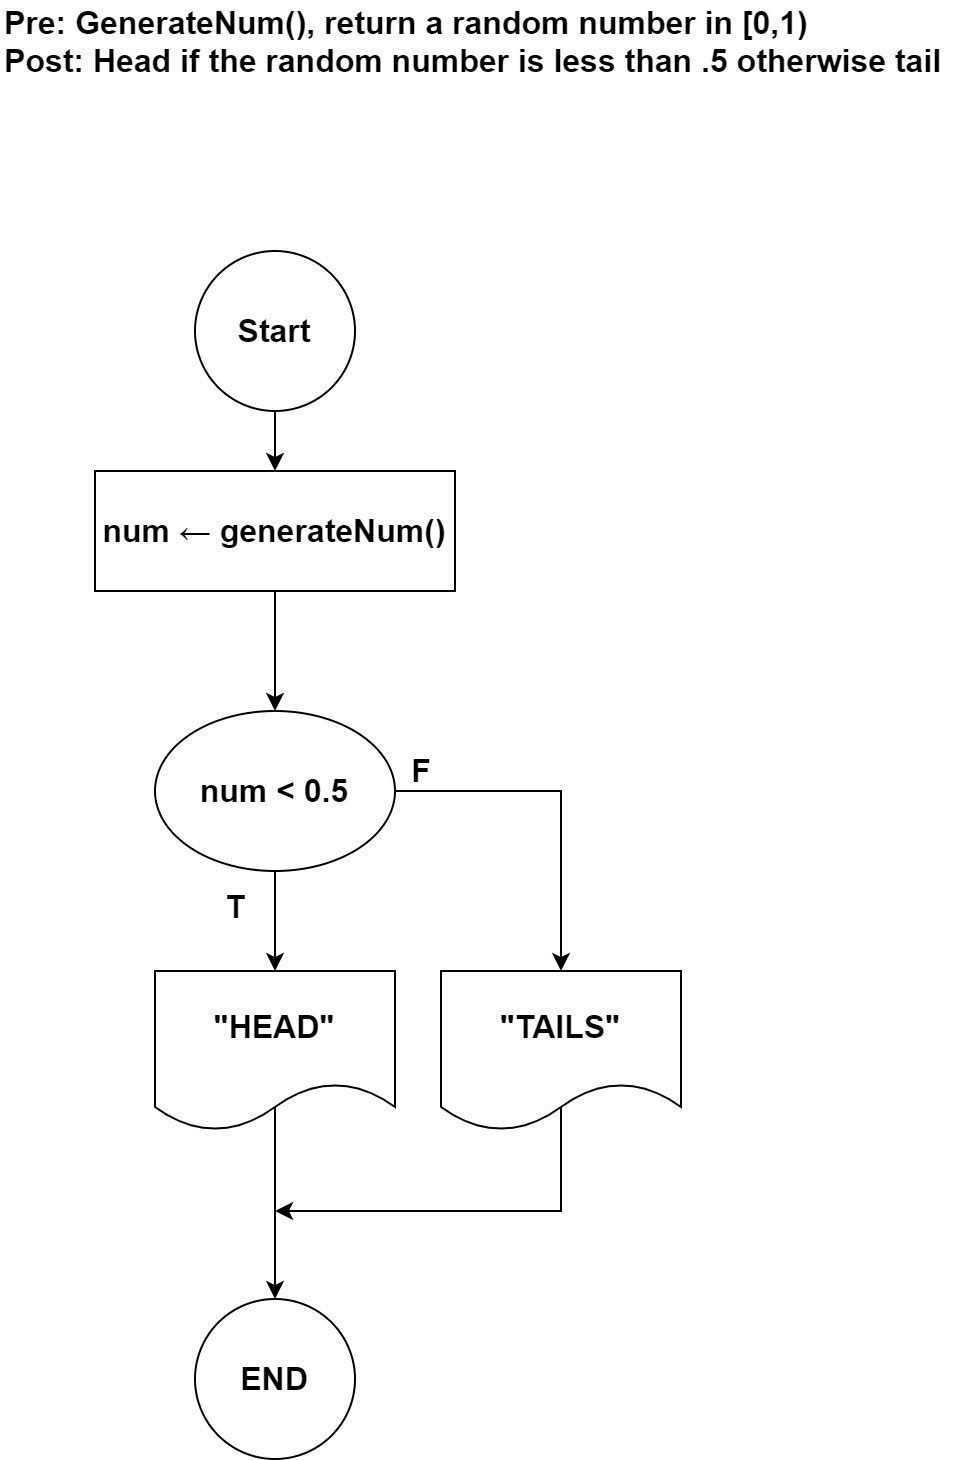 Pre: GenerateNum(), return a random number in [0,1)
Post: Head if the random number is less than .5 otherwise tail
Start
num ← generateNum()
num < 0.5
F
T
"HEAD"
"TAILS"
END